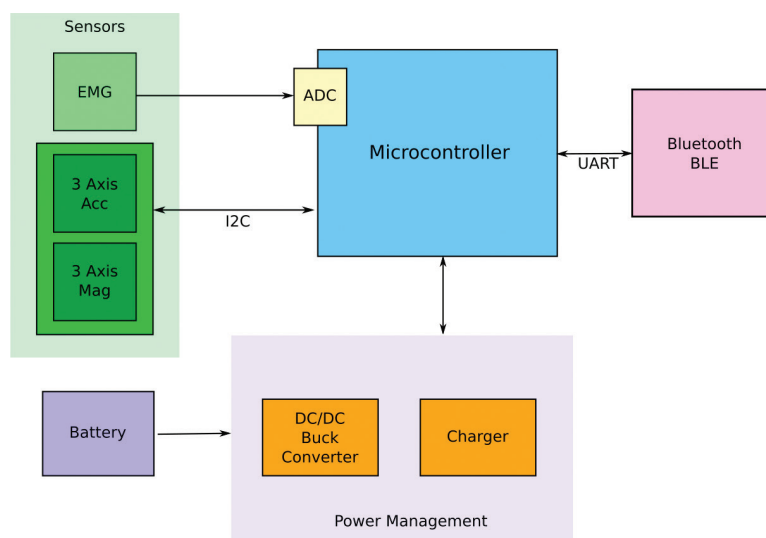 Sensors
EMG
ADC
3 Axis
Acc
3 Axis
Mag
I2C
Microcontroller
UART
Bluetooth
BLE
Battery
DC/DC
Buck
Converter
Charger
Power Management